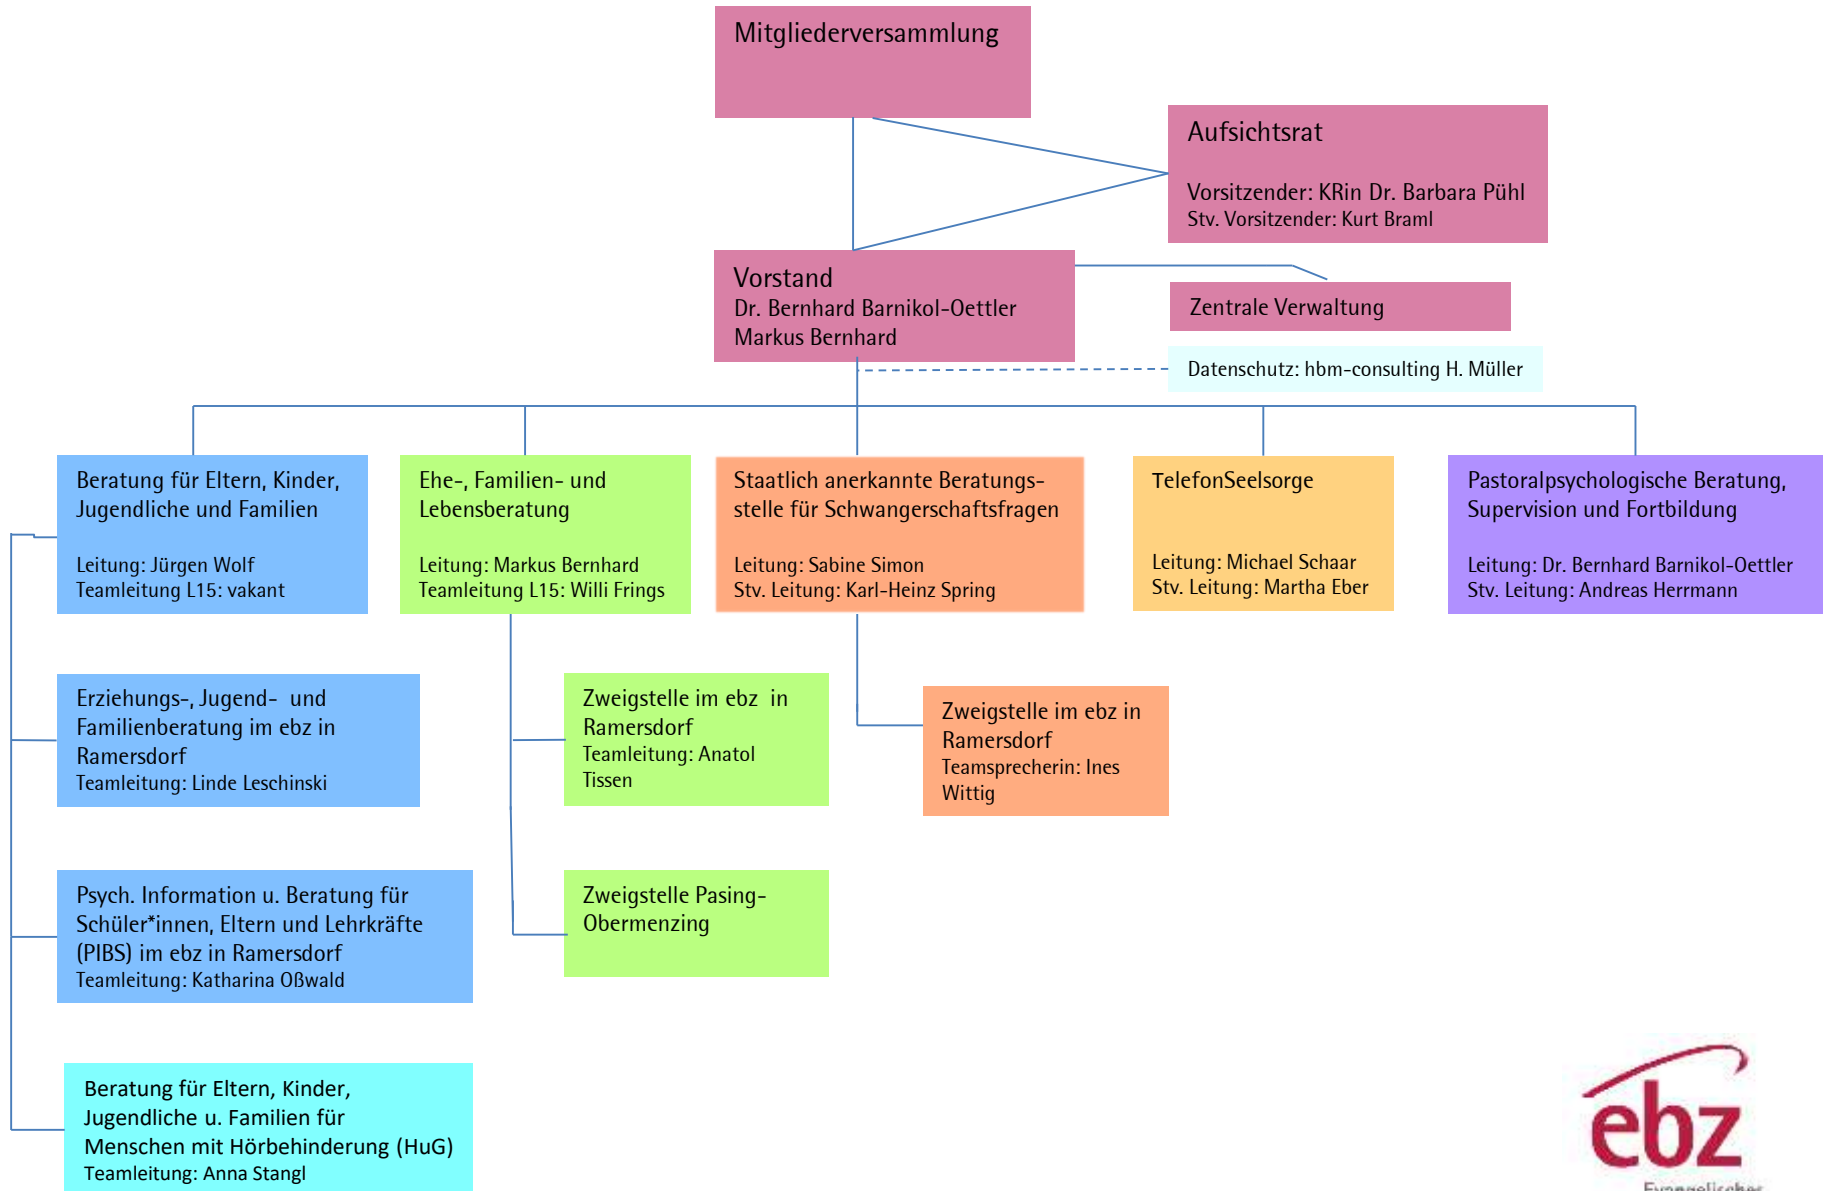 Mitgliederversammlung
Aufsichtsrat
Vorsitzender: KRin Dr. Barbara Pühl
Stv. Vorsitzender: Kurt Braml
Vorstand
Dr. Bernhard Barnikol-Oettler
Markus Bernhard
Zentrale Verwaltung
Datenschutz: hbm-consulting H. Müller
Beratung für Eltern, Kinder,
Jugendliche und Familien
Leitung: Jürgen Wolf
Teamleitung L15: vakant
Ehe-, Familien- und
Lebensberatung
Leitung: Markus Bernhard
Teamleitung L15: Willi Frings
Staatlich anerkannte Beratungs-
stelle für Schwangerschaftsfragen
Leitung: Sabine Simon
Stv. Leitung: Karl-Heinz Spring
TelefonSeelsorge
Leitung: Michael Schaar
Stv. Leitung: Martha Eber
Pastoralpsychologische Beratung,
Supervision und Fortbildung
Leitung: Dr. Bernhard Barnikol-Oettler
Stv. Leitung: Andreas Herrmann
Erziehungs-, Jugend- und
Familienberatung im ebz in
Ramersdorf
Teamleitung: Linde Leschinski
Zweigstelle im ebz in
Ramersdorf
Teamleitung: Anatol
Tissen
Zweigstelle im ebz in
Ramersdorf
Teamsprecherin: Ines
Wittig
Psych. Information u. Beratung für
Schüler*innen, Eltern und Lehrkräfte
(PIBS) im ebz in Ramersdorf
Teamleitung: Katharina Oßwald
Zweigstelle Pasing-
Obermenzing
Beratung für Eltern, Kinder,
Jugendliche u. Familien für
Menschen mit Hörbehinderung (HuG)
Teamleitung: Anna Stangl
ebz
Evangelisches